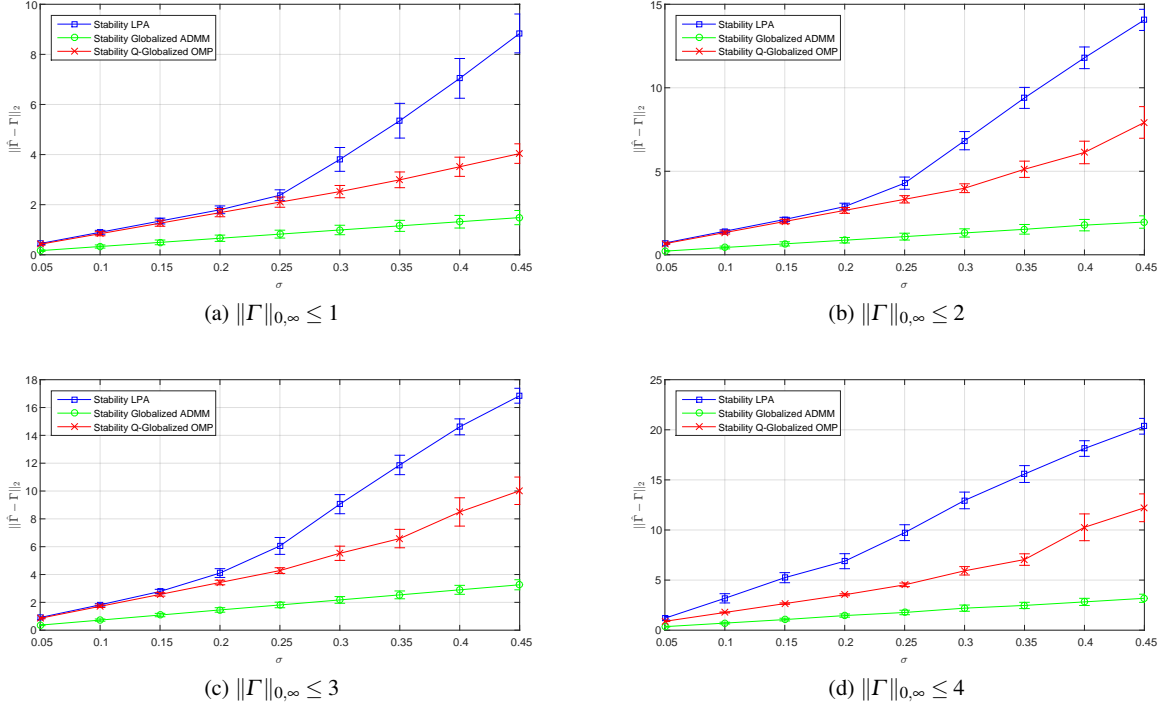 10
8
6
4
2
0
Stability LPA
Stability Globalized ADMM
Stability Q-Globalized OMP
||Γ̂ − Γ||₂
0.05 0.1 0.15 0.2 0.25 0.3 0.35 0.4 0.45
σ
(a) ‖Γ‖₀,∞ ≤ 1
15
10
5
0
Stability LPA
Stability Globalized ADMM
Stability Q-Globalized OMP
||Γ̂ − Γ||₂
0.05 0.1 0.15 0.2 0.25 0.3 0.35 0.4 0.45
σ
(b) ‖Γ‖₀,∞ ≤ 2
18
16
14
12
10
8
6
4
2
0
Stability LPA
Stability Globalized ADMM
Stability Q-Globalized OMP
||Γ̂ − Γ||₂
0.05 0.1 0.15 0.2 0.25 0.3 0.35 0.4 0.45
σ
(c) ‖Γ‖₀,∞ ≤ 3
25
20
15
10
5
0
Stability LPA
Stability Globalized ADMM
Stability Q-Globalized OMP
||Γ̂ − Γ||₂
0.05 0.1 0.15 0.2 0.25 0.3 0.35 0.4 0.45
σ
(d) ‖Γ‖₀,∞ ≤ 4